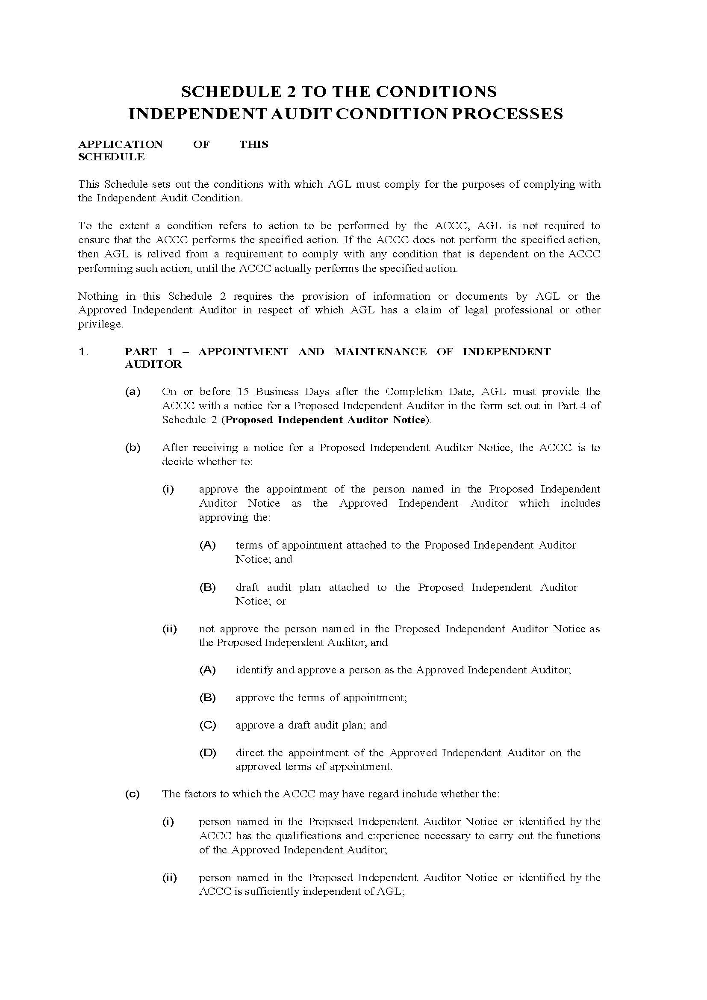 SCHEDULE 2 TO THE CONDITIONS
INDEPENDENT AUDIT CONDITION PROCESSES
APPLICATION OF THIS
SCHEDULE
This Schedule sets out the conditions with which AGL must comply for the purposes of complying with
the Independent Audit Condition.
To the extent a condition refers to action to be performed by the ACCC, AGL is not required to
ensure that the ACCC performs the specified action. If the ACCC does not perform the specified action,
then AGL is relived from a requirement to comply with any condition that is dependent on the ACCC
performing such action, until the ACCC actually performs the specified action.
Nothing in this Schedule 2 requires the provision of information or documents by AGL or the
Approved Independent Auditor in respect of which AGL has a claim of legal professional or other
privilege.
1. PART 1 – APPOINTMENT AND MAINTENANCE OF INDEPENDENT
AUDITOR
(a) On or before 15 Business Days after the Completion Date, AGL must provide the
ACCC with a notice for a Proposed Independent Auditor in the form set out in Part 4 of
Schedule 2 (Proposed Independent Auditor Notice).
(b) After receiving a notice for a Proposed Independent Auditor Notice, the ACCC is to
decide whether to:
(i) approve the appointment of the person named in the Proposed Independent
Auditor Notice as the Approved Independent Auditor which includes
approving the:
(A) terms of appointment attached to the Proposed Independent Auditor
Notice; and
(B) draft audit plan attached to the Proposed Independent Auditor
Notice; or
(ii) not approve the person named in the Proposed Independent Auditor Notice as
the Proposed Independent Auditor, and
(A) identify and approve a person as the Approved Independent Auditor;
(B) approve the terms of appointment;
(C) approve a draft audit plan; and
(D) direct the appointment of the Approved Independent Auditor on the
approved terms of appointment.
(c) The factors to which the ACCC may have regard include whether the:
(i) person named in the Proposed Independent Auditor Notice or identified by the
ACCC has the qualifications and experience necessary to carry out the functions
of the Approved Independent Auditor;
(ii) person named in the Proposed Independent Auditor Notice or identified by the
ACCC is sufficiently independent of AGL;